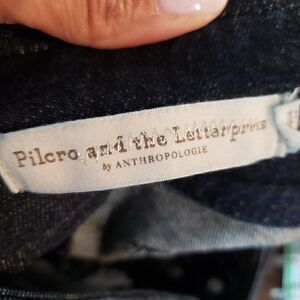 Pilcro and the Letterpress
by ANTHROPOLOGIE